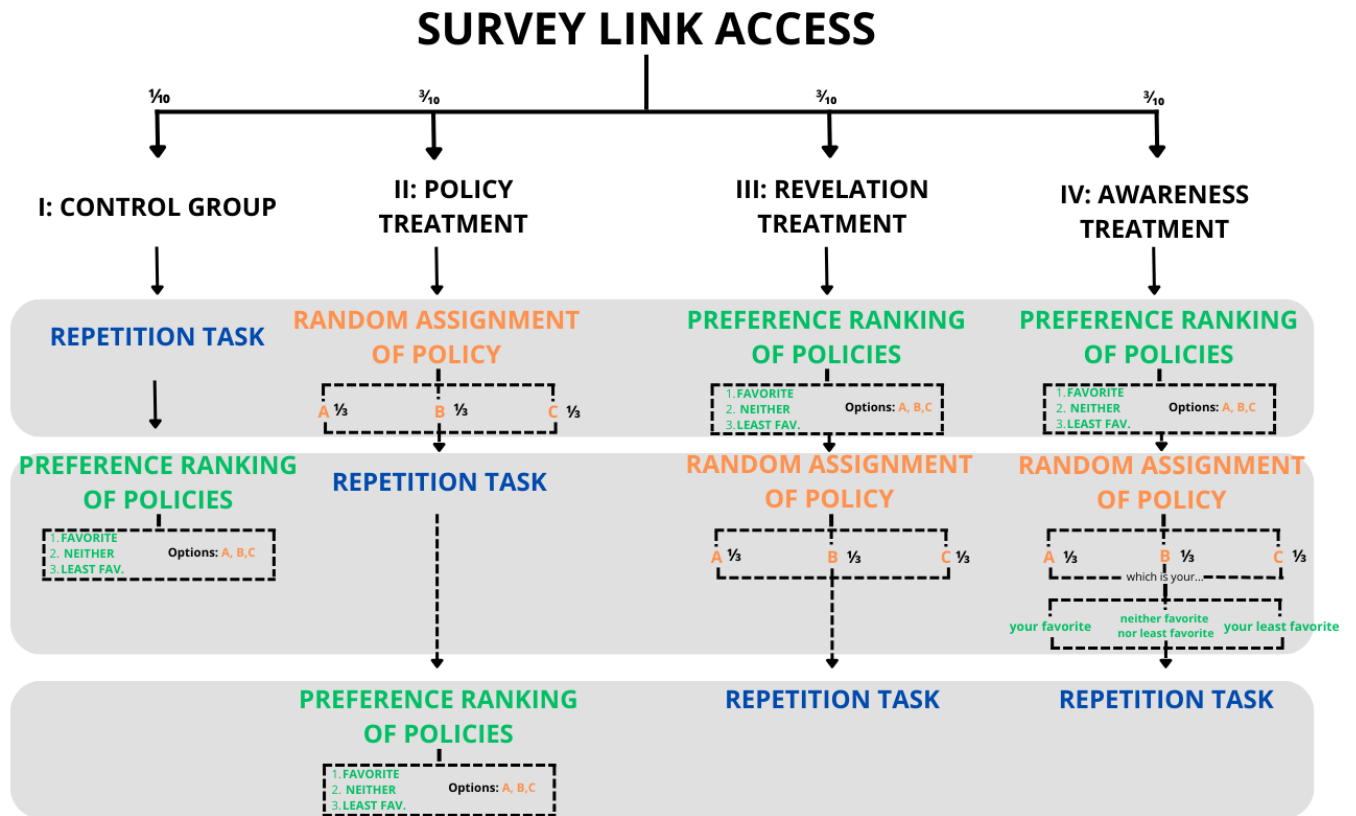 SURVEY LINK ACCESS
⅒ ³⁄₁₀ ³⁄₁₀ ³⁄₁₀
I: CONTROL GROUP
II: POLICY
TREATMENT
III: REVELATION
TREATMENT
IV: AWARENESS
TREATMENT
REPETITION TASK
RANDOM ASSIGNMENT
OF POLICY
A ⅓ B ⅓ C ⅓
PREFERENCE RANKING
OF POLICIES
1. FAVORITE
2. NEITHER
3. LEAST FAV.
Options: A, B,C
PREFERENCE RANKING
OF POLICIES
1. FAVORITE
2. NEITHER
3. LEAST FAV.
Options: A, B,C
PREFERENCE RANKING
OF POLICIES
1. FAVORITE
2. NEITHER
3. LEAST FAV.
Options: A, B,C
REPETITION TASK
RANDOM ASSIGNMENT
OF POLICY
A ⅓ B ⅓ C ⅓
RANDOM ASSIGNMENT
OF POLICY
A ⅓ B ⅓ C ⅓
which is your...
your favorite
neither favorite
nor least favorite
your least favorite
PREFERENCE RANKING
OF POLICIES
1. FAVORITE
2. NEITHER
3. LEAST FAV.
Options: A, B,C
REPETITION TASK
REPETITION TASK